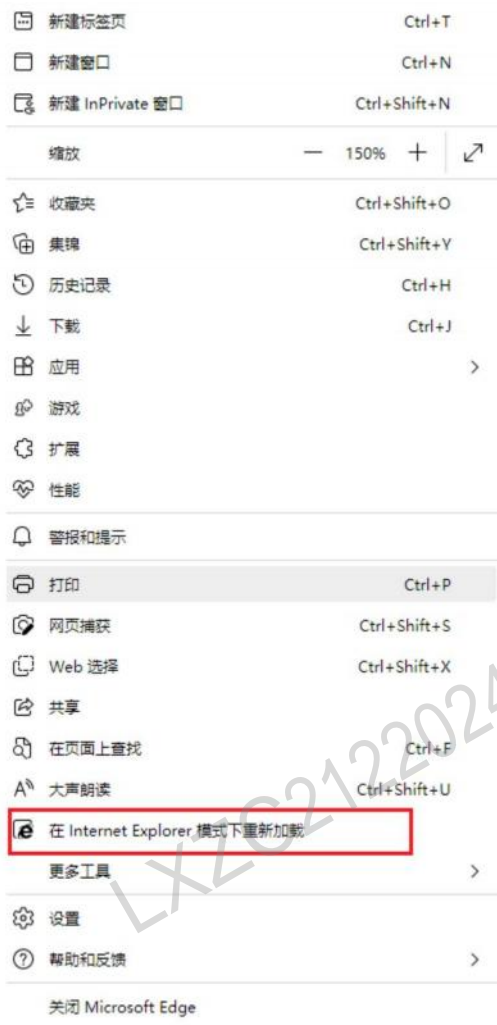 新建标签页 Ctrl+T
新建窗口 Ctrl+N
新建 InPrivate 窗口 Ctrl+Shift+N
缩放 — 150% +
收藏夹 Ctrl+Shift+O
集锦 Ctrl+Shift+Y
历史记录 Ctrl+H
下载 Ctrl+J
应用
游戏
扩展
性能
警报和提示
打印 Ctrl+P
网页捕获 Ctrl+Shift+S
Web 选择 Ctrl+Shift+X
共享
在页面上查找 Ctrl+F
大声朗读 Ctrl+Shift+U
在 Internet Explorer 模式下重新加载
更多工具
设置
帮助和反馈
关闭 Microsoft Edge
LXZC2122024